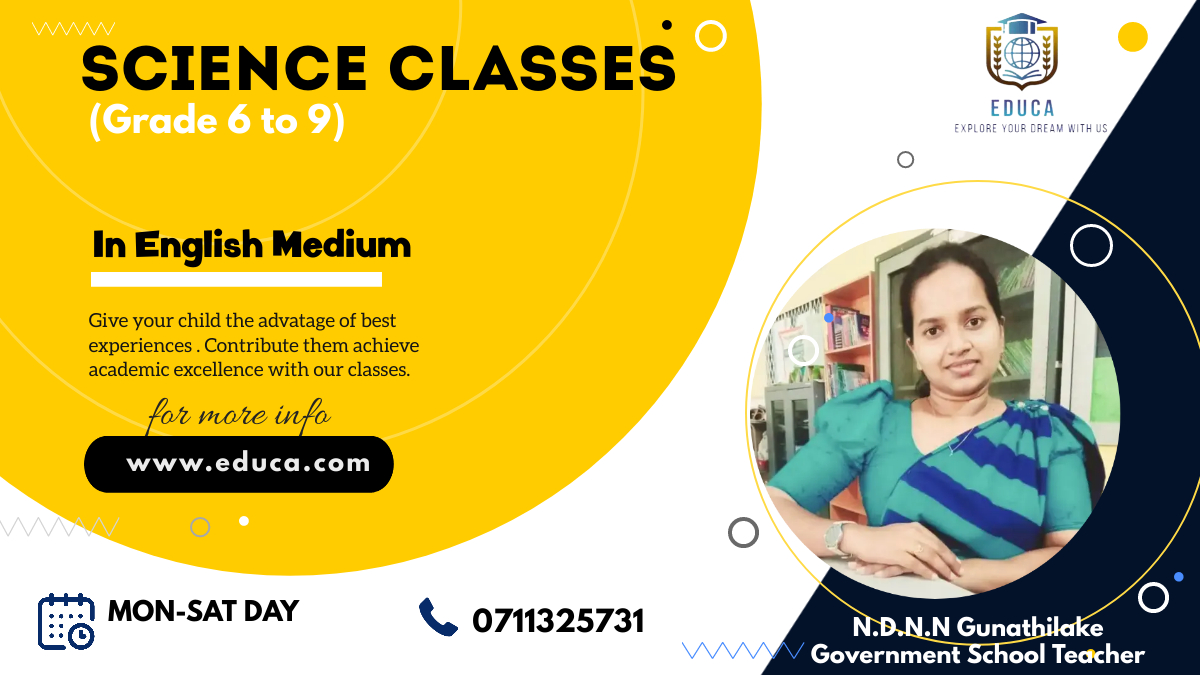 SCIENCE CLASSES
(Grade 6 to 9)
EDUCA
EXPLORE YOUR DREAM WITH US
In English Medium
Give your child the advatage of best
experiences . Contribute them achieve
academic excellence with our classes.
for more info
www.educa.com
MON-SAT DAY
0711325731
N.D.N.N Gunathilake
Government School Teacher